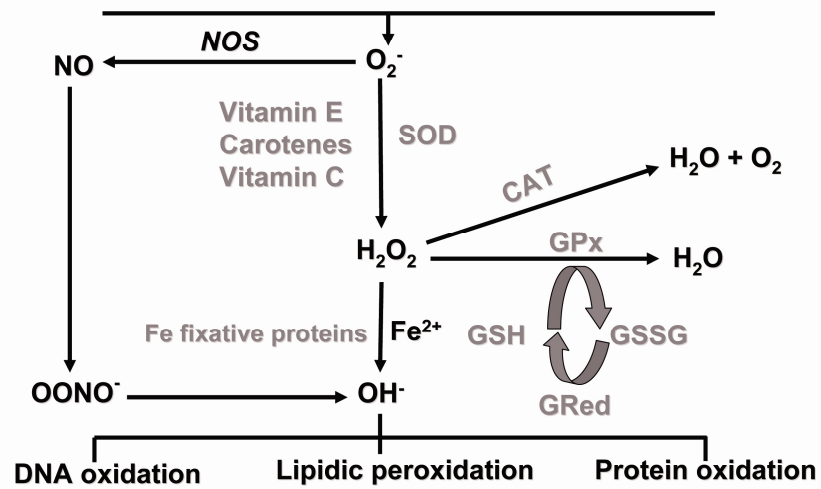 NOS
NO
O₂⁻
Vitamin E
Carotenes
Vitamin C
SOD
CAT
H₂O + O₂
H₂O₂
GPx
H₂O
Fe fixative proteins
Fe²⁺
GSH
GSSG
OONO⁻
OH⁻
GRed
DNA oxidation
Lipidic peroxidation
Protein oxidation